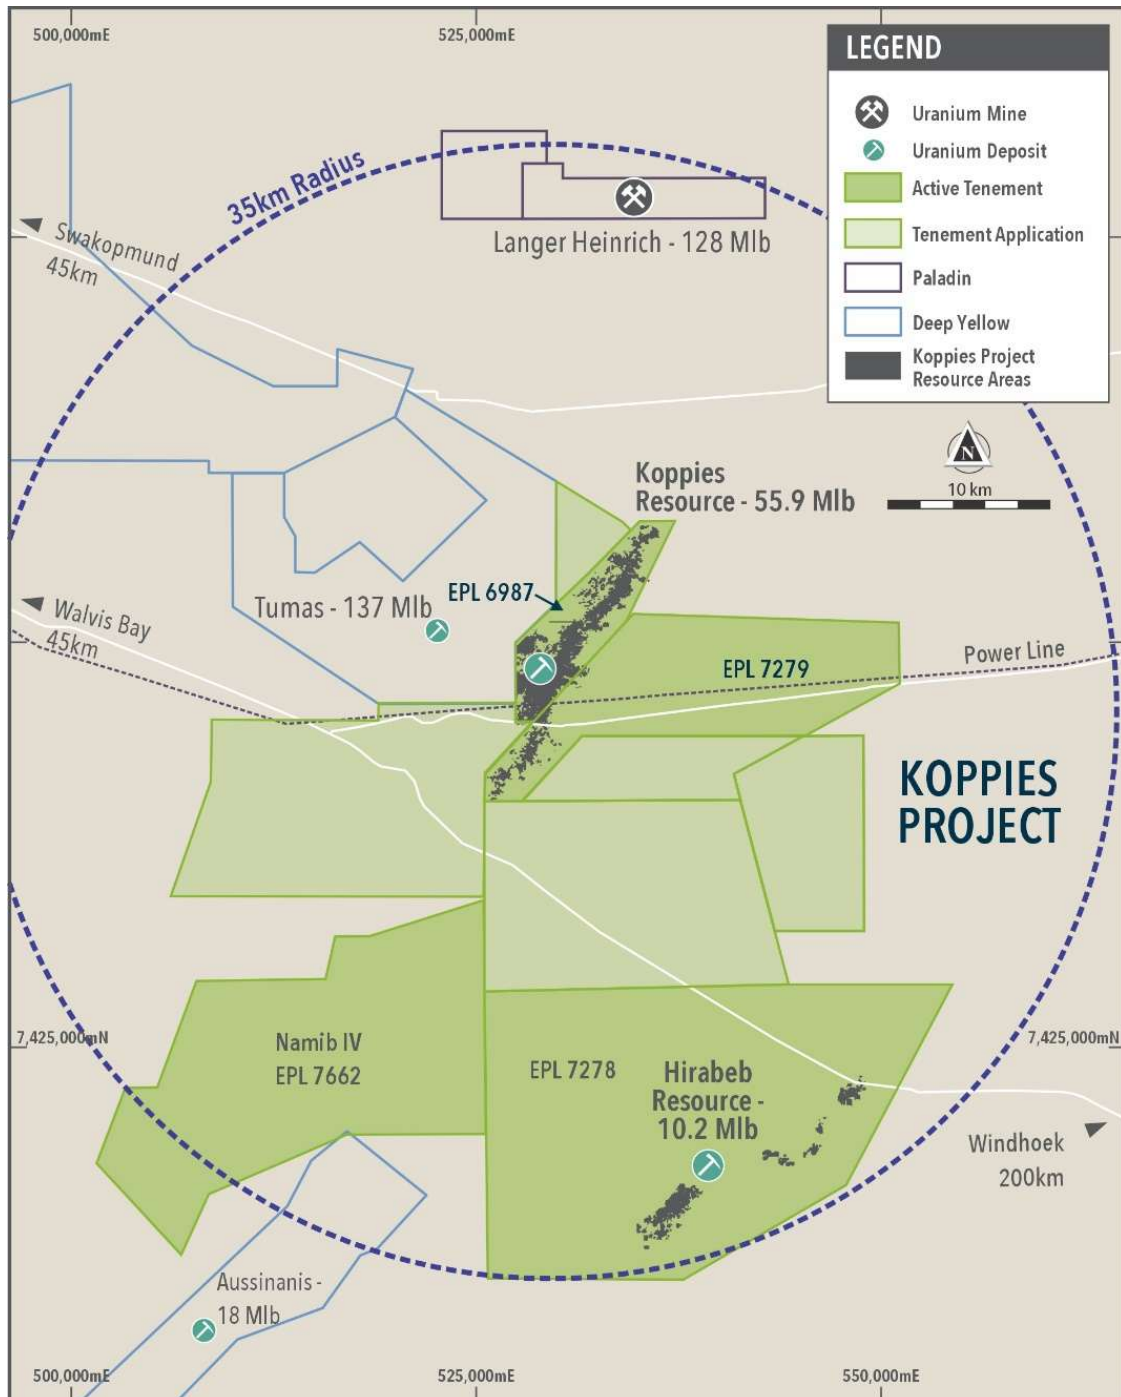 500,000mE
525,000mE
LEGEND
Uranium Mine
Uranium Deposit
Active Tenement
Tenement Application
Paladin
Deep Yellow
Koppies Project
Resource Areas
35km Radius
Swakopmund
45km
Langer Heinrich - 128 Mlb
N
10 km
Koppies
Resource - 55.9 Mlb
EPL 6987
Tumas - 137 Mlb
Walvis Bay
45km
EPL 7279
Power Line
KOPPIES
PROJECT
7,425,000mN
7,425,000mN
Namib IV
EPL 7662
EPL 7278
Hirabeb
Resource -
10.2 Mlb
Windhoek
200km
Aussinanis -
18 Mlb
500,000mE
525,000mE
550,000mE